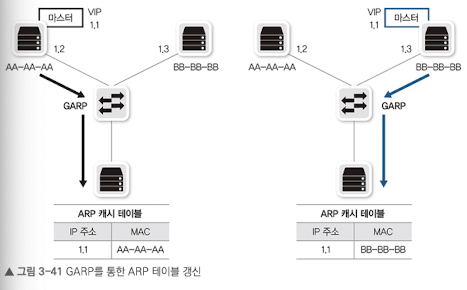 마스터 VIP
1.1
1.2
1.3
AA-AA-AA
BB-BB-BB
GARP
ARP 캐시 테이블
IP 주소 MAC
1.1 AA-AA-AA
VIP 마스터
1.1
1.2
1.3
AA-AA-AA
BB-BB-BB
GARP
ARP 캐시 테이블
IP 주소 MAC
1.1 BB-BB-BB
▲ 그림 3-41 GARP를 통한 ARP 테이블 갱신